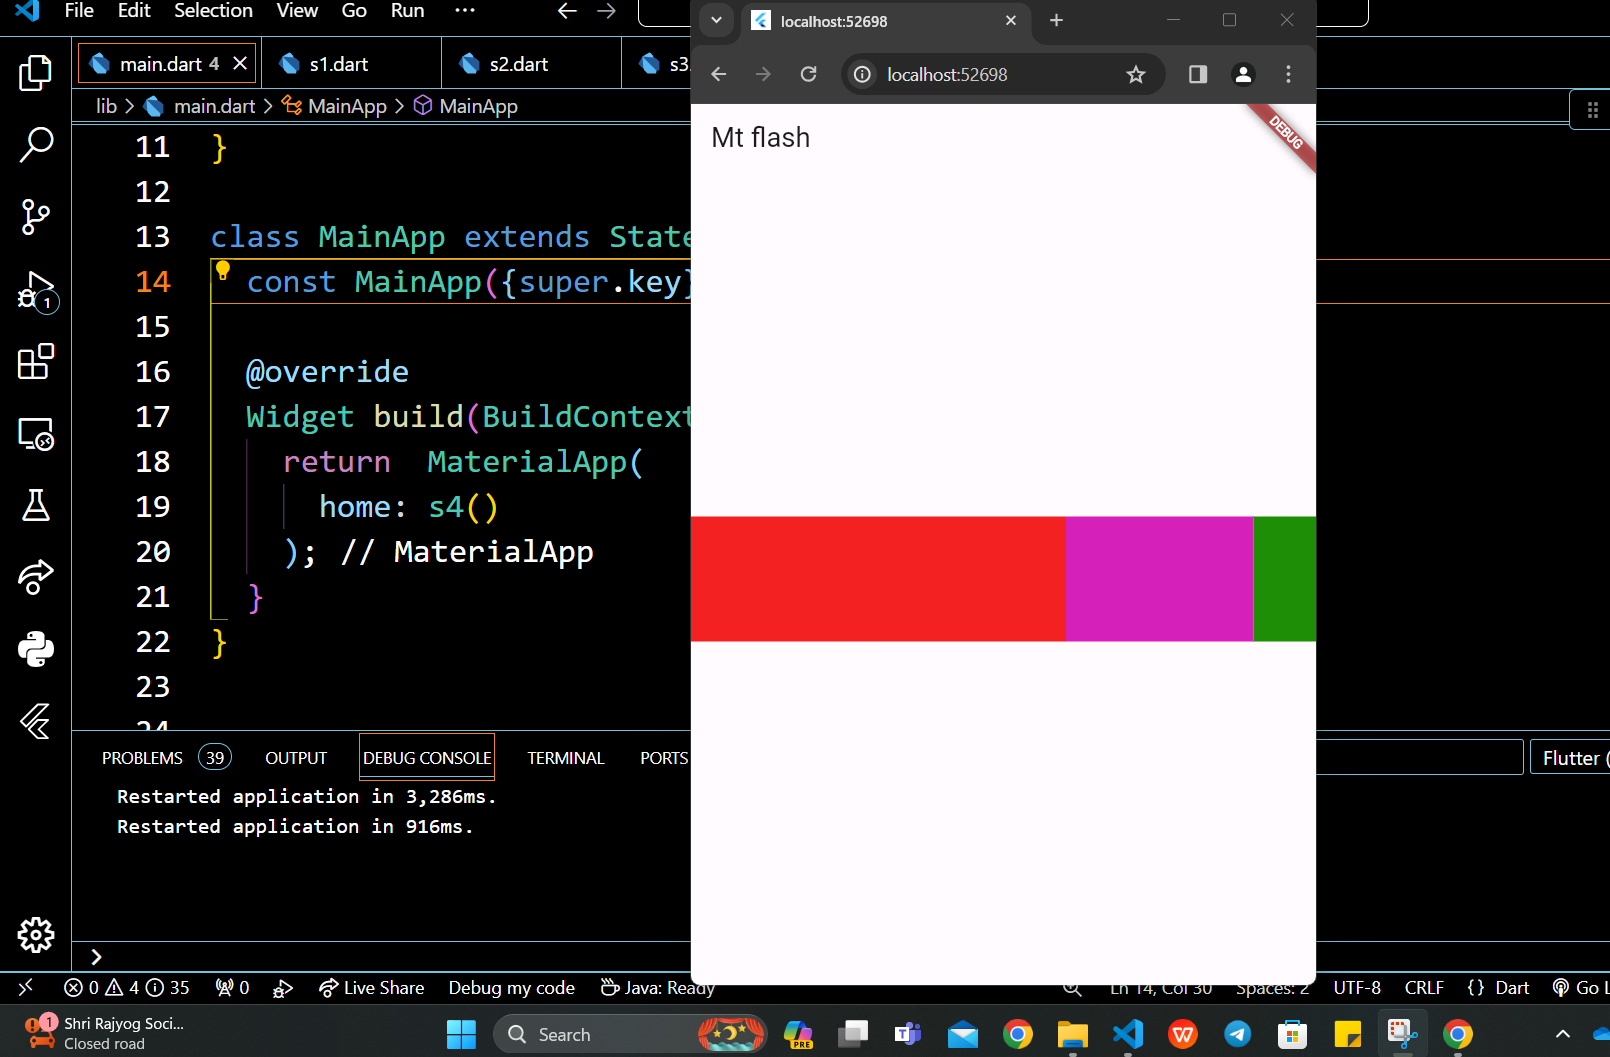 File Edit Selection View Go Run ···
main.dart 4 s1.dart s2.dart s3.
lib > main.dart > MainApp > MainApp
11 }
12
13 class MainApp extends State
14 const MainApp({super.key}
15
16 @override
17 Widget build(BuildContext
18 return  MaterialApp(
19 home: s4()
20 ); // MaterialApp
21 }
22 }
23
24
PROBLEMS 39 OUTPUT DEBUG CONSOLE TERMINAL PORTS
Restarted application in 3,286ms.
Restarted application in 916ms.
localhost:52698
localhost:52698
Mt flash
DEBUG
Flutter (
1
0 4 35 0 Live Share Debug my code Java: Ready Ln 14, Col 30 Spaces: 2 UTF-8 CRLF {} Dart Go L
1 Shri Rajyog Soci...
Closed road
Search
PRE